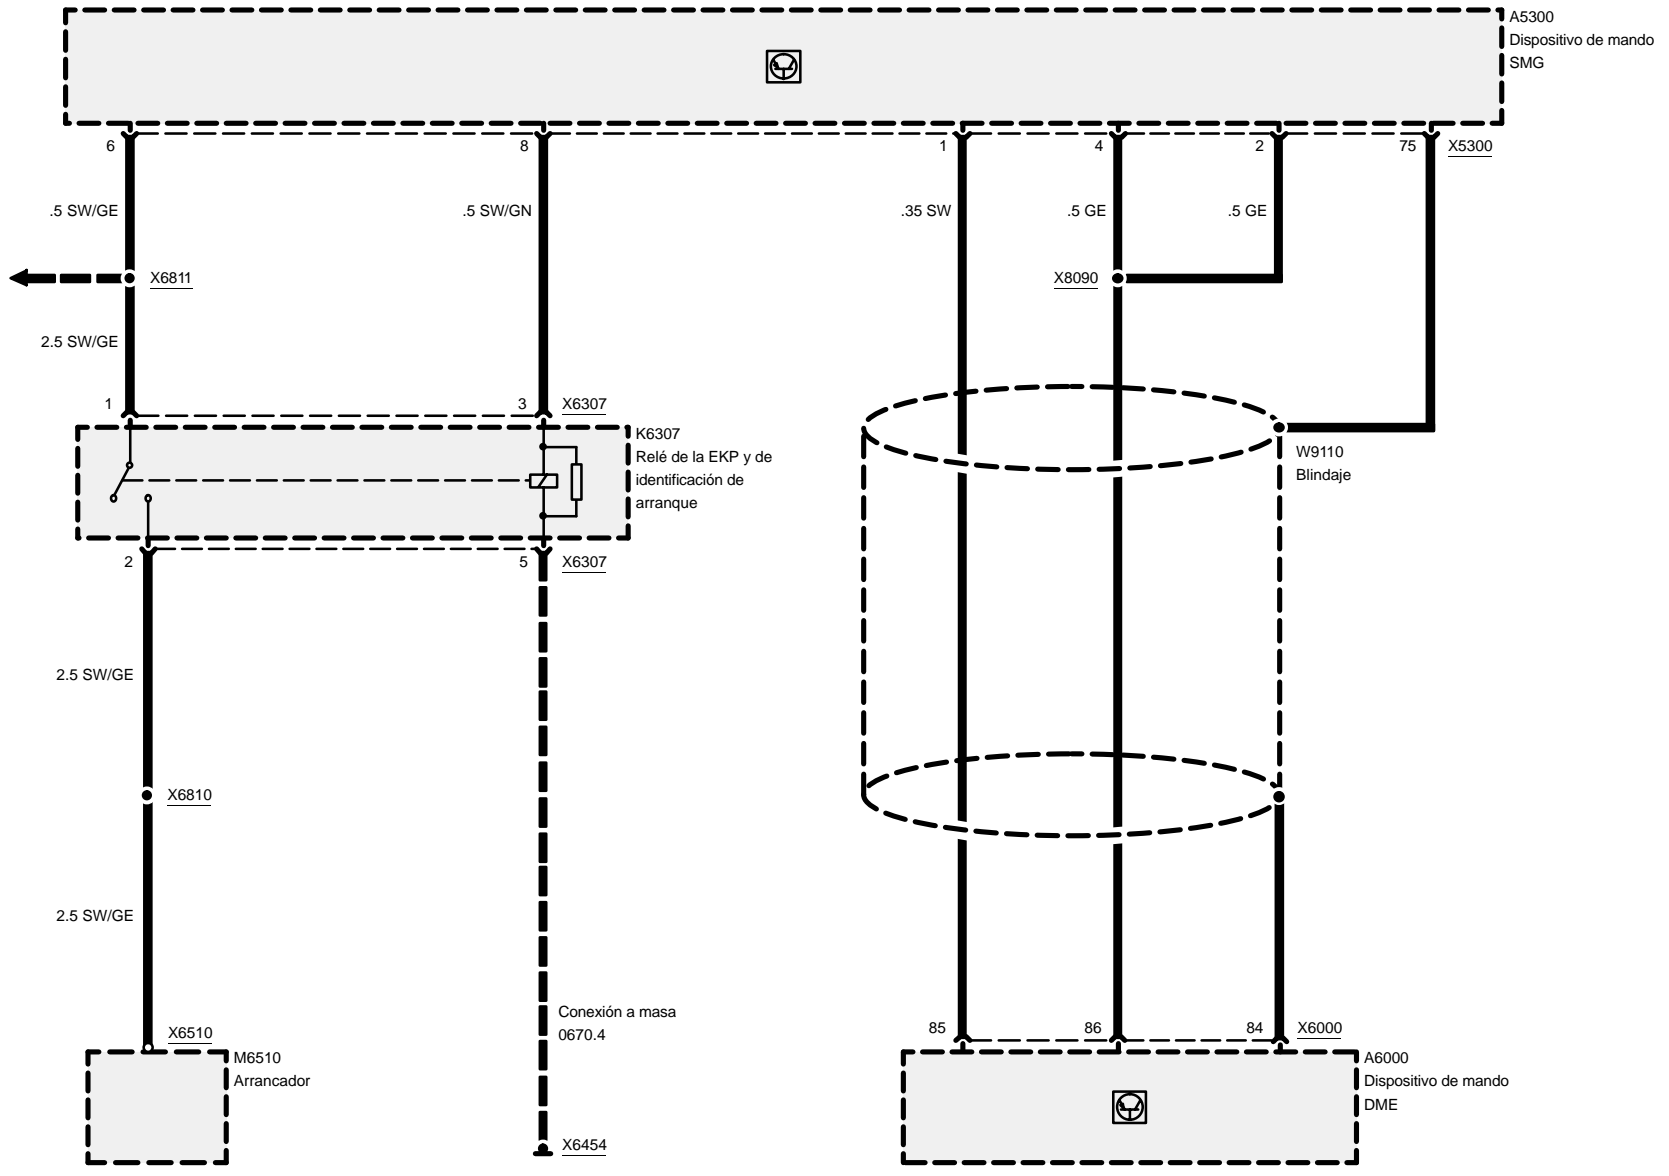 A5300
Dispositivo de mando
SMG
6
8
1
4
2
75
X5300
.5 SW/GE
.5 SW/GN
.35 SW
.5 GE
.5 GE
X6811
X8090
2.5 SW/GE
1
3
X6307
K6307
Relé de la EKP y de
identificación de
arranque
W9110
Blindaje
2
5
X6307
2.5 SW/GE
X6810
2.5 SW/GE
Conexión a masa
0670.4
X6510
M6510
Arrancador
85
86
84
X6000
A6000
Dispositivo de mando
DME
X6454